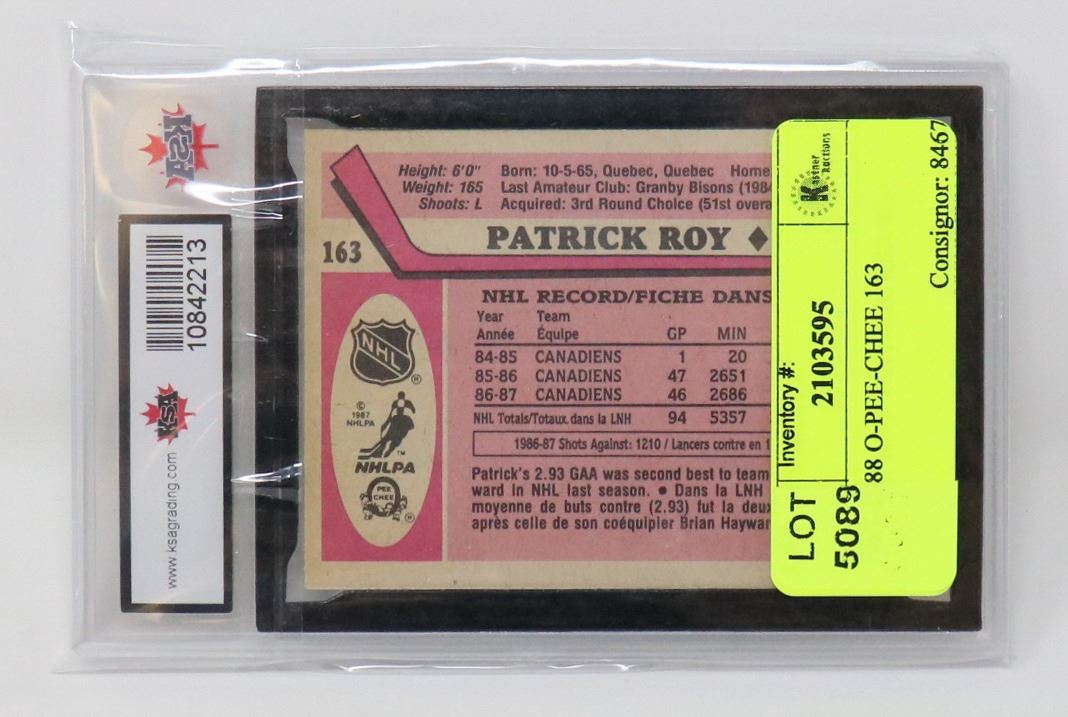 KSA
10842213
KSA
www.ksagrading.com
Height: 6'0"
Weight: 165
Shoots: L
Born: 10-5-65, Quebec, Quebec Home
Last Amateur Club: Granby Bisons (1984
Acquired: 3rd Round Choice (51st overa
163
PATRICK ROY ◆
NHL RECORD/FICHE DANS
Year Team
Année Équipe GP MIN
84-85 CANADIENS 1 20
85-86 CANADIENS 47 2651
86-87 CANADIENS 46 2686
NHL Totals/Totaux dans la LNH 94 5357
1986-87 Shots Against: 1210 / Lancers contre en 1
Patrick's 2.93 GAA was second best to team
ward in NHL last season. ● Dans la LNH
moyenne de buts contre (2.93) fut la deux
après celle de son coéquipier Brian Haywar
NHL
®
©
1987
NHLPA
™
NHLPA
O
PEE
CHEE
®
Kastner
Auctions
Consignor: 8467
Inventory #:
2103595
88 O-PEE-CHEE 163
LOT
5089